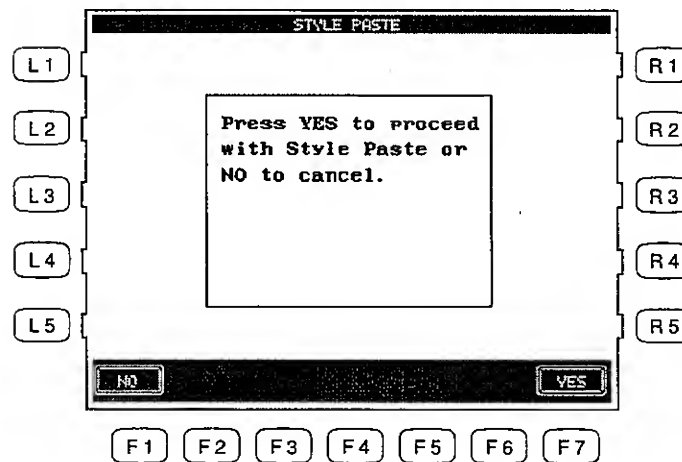 STYLE PASTE
L1
R1
L2
R2
L3
R3
L4
R4
L5
R5
Press YES to proceed
with Style Paste or
NO to cancel.
NO
YES
F1 F2 F3 F4 F5 F6 F7